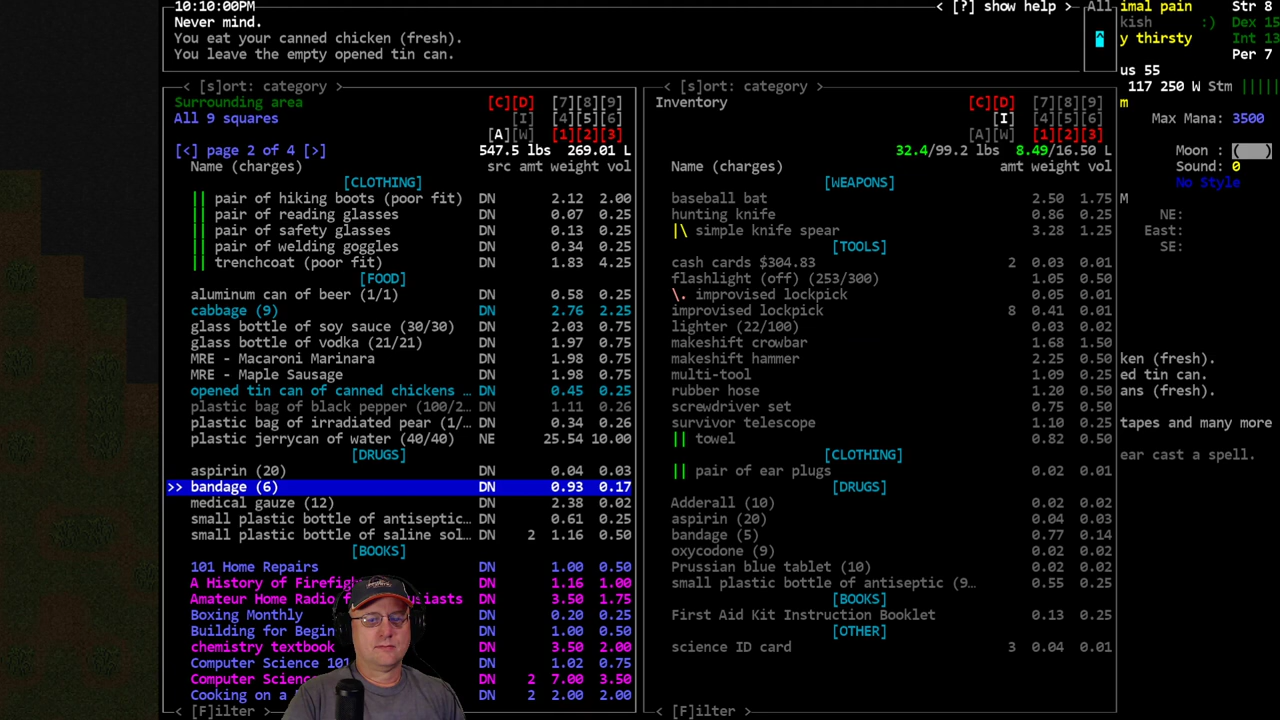 10:10:00PM < [?] show help > All imal pain Str 8
Never mind. kish :) Dex 15
You eat your canned chicken (fresh). y thirsty Int 13
You leave the empty opened tin can. Per 7
us 55
< [s]ort: category > < [s]ort: category > 117 250 W Stm |||||
Surrounding area [C][D] [7][8][9] Inventory [C][D] [7][8][9] m
All 9 squares [I] [4][5][6] [I] [4][5][6] Max Mana: 3500
[A][W] [1][2][3] [A][W] [1][2][3]
[<] page 2 of 4 [>] 547.5 lbs 269.01 L 32.4/99.2 lbs 8.49/16.50 L Moon : ( )
Name (charges) src amt weight vol Name (charges) amt weight vol Sound: 0
[CLOTHING] [WEAPONS] No Style
|| pair of hiking boots (poor fit) DN 2.12 2.00 baseball bat 2.50 1.75 M
|| pair of reading glasses DN 0.07 0.25 hunting knife 0.86 0.25 NE:
|| pair of safety glasses DN 0.13 0.25 |\ simple knife spear 3.28 1.25 East:
|| pair of welding goggles DN 0.34 0.25 [TOOLS] SE:
|| trenchcoat (poor fit) DN 1.83 4.25 cash cards $304.83 2 0.03 0.01
[FOOD] flashlight (off) (253/300) 1.05 0.50
aluminum can of beer (1/1) DN 0.58 0.25 \. improvised lockpick 0.05 0.01
cabbage (9) DN 2.76 2.25 improvised lockpick 8 0.41 0.01
glass bottle of soy sauce (30/30) DN 2.03 0.75 lighter (22/100) 0.03 0.02
glass bottle of vodka (21/21) DN 1.97 0.75 makeshift crowbar 1.68 1.50
MRE - Macaroni Marinara DN 1.98 0.75 makeshift hammer 2.25 0.50 ken (fresh).
MRE - Maple Sausage DN 1.98 0.75 multi-tool 1.09 0.25 ed tin can.
opened tin can of canned chickens … DN 0.45 0.25 rubber hose 1.20 0.50 ans (fresh).
plastic bag of black pepper (100/2… DN 1.11 0.26 screwdriver set 0.75 0.50
plastic bag of irradiated pear (1/… DN 0.34 0.26 survivor telescope 1.10 0.25 tapes and many more
plastic jerrycan of water (40/40) NE 25.54 10.00 || towel 0.82 0.50
[DRUGS] [CLOTHING] ear cast a spell.
aspirin (20) DN 0.04 0.03 || pair of ear plugs 0.02 0.01
>> bandage (6) DN 0.93 0.17 [DRUGS]
medical gauze (12) DN 2.38 0.02 Adderall (10) 0.02 0.02
small plastic bottle of antiseptic… DN 0.61 0.25 aspirin (20) 0.04 0.03
small plastic bottle of saline sol… DN 2 1.16 0.50 bandage (5) 0.77 0.14
[BOOKS] oxycodone (9) 0.02 0.01
101 Home Repairs DN 1.00 0.50 Prussian blue tablet (10) 0.02 0.01
A History of Firefigh DN 1.16 1.00 small plastic bottle of antiseptic (9… 0.55 0.25
Amateur Home Radio f iasts DN 3.50 1.75 [BOOKS]
Boxing Monthly DN 0.20 0.25 First Aid Kit Instruction Booklet 0.13 0.25
Building for Begin DN 1.00 0.50 [OTHER]
chemistry textbook DN 3.50 2.00 science ID card 3 0.04 0.01
Computer Science 101 DN 1.02 0.75
Computer Scienc DN 2 7.00 3.50
Cooking on a DN 2 2.00 2.00
< [F]ilter > < [F]ilter >